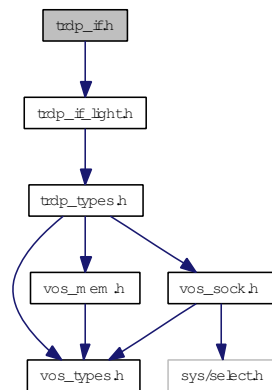 trdp_if.h
trdp_if_light.h
trdp_types.h
vos_mem.h
vos_sock.h
vos_types.h
sys/select.h